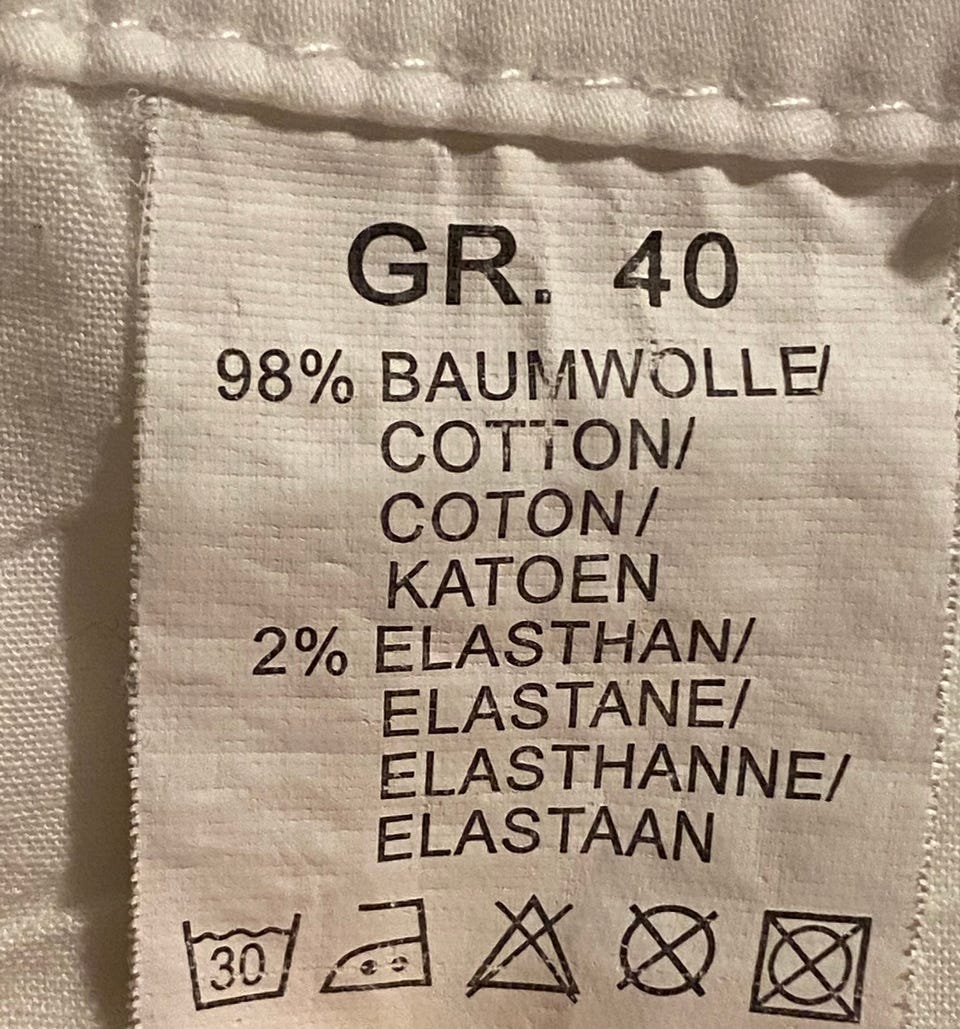 GR. 40
98% BAUMWOLLE/
COTTON/
COTON/
KATOEN
2% ELASTHAN/
ELASTANE/
ELASTHANNE/
ELASTAAN
30